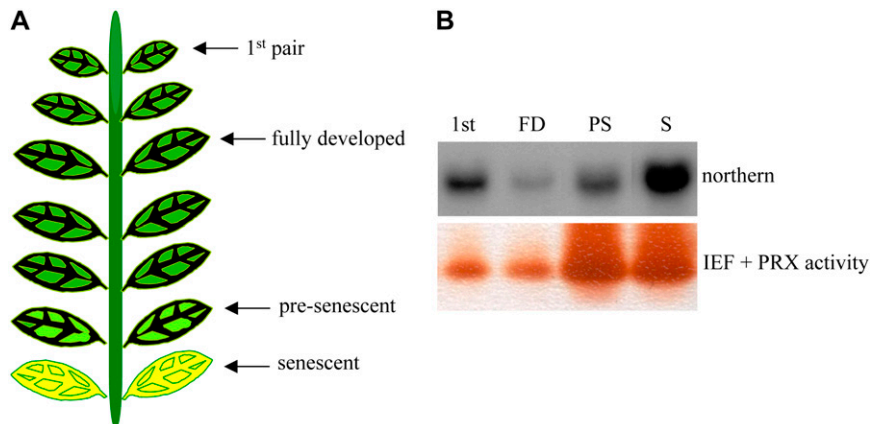 A
1st pair
fully developed
pre-senescent
senescent
B
1st FD PS S
northern
IEF + PRX activity